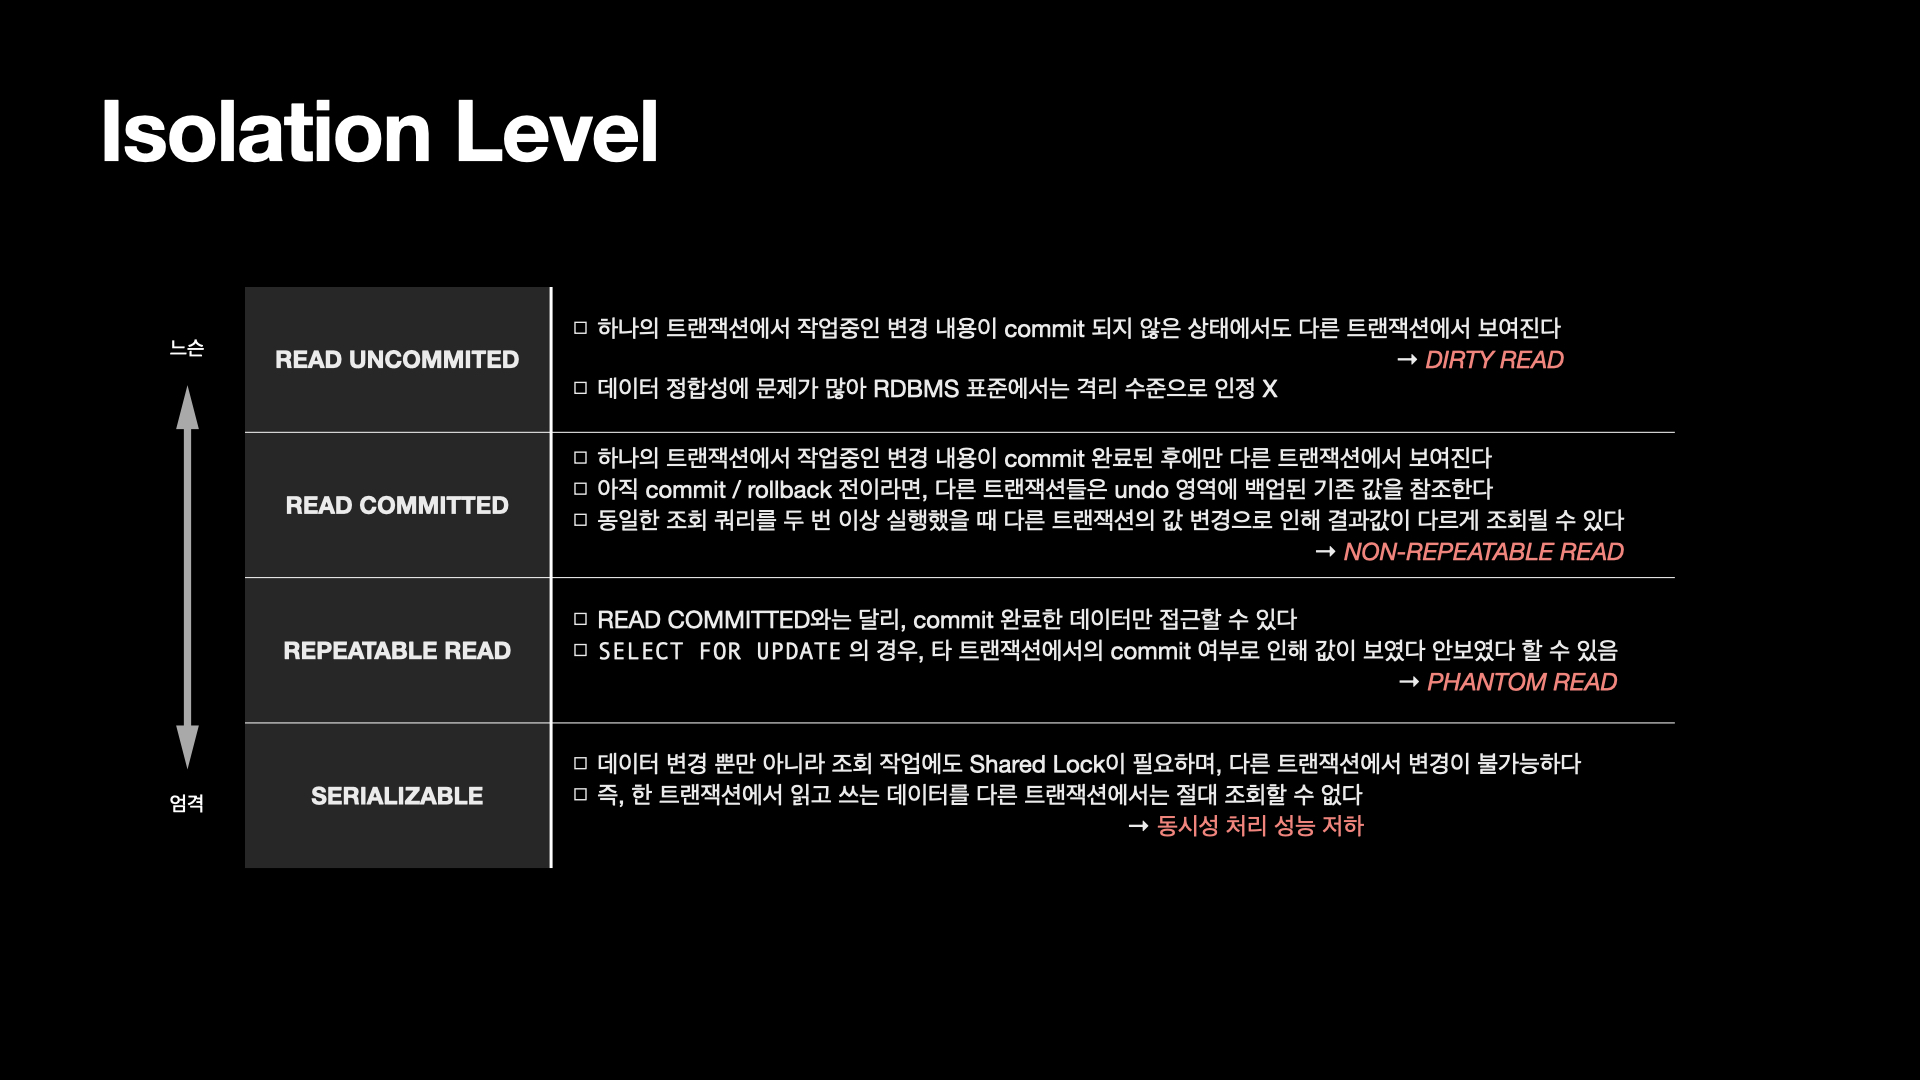 Isolation Level
느슨
엄격
READ UNCOMMITED
□ 하나의 트랜잭션에서 작업중인 변경 내용이 commit 되지 않은 상태에서도 다른 트랜잭션에서 보여진다
→ DIRTY READ
□ 데이터 정합성에 문제가 많아 RDBMS 표준에서는 격리 수준으로 인정 X
READ COMMITTED
□ 하나의 트랜잭션에서 작업중인 변경 내용이 commit 완료된 후에만 다른 트랜잭션에서 보여진다
□ 아직 commit / rollback 전이라면, 다른 트랜잭션들은 undo 영역에 백업된 기존 값을 참조한다
□ 동일한 조회 쿼리를 두 번 이상 실행했을 때 다른 트랜잭션의 값 변경으로 인해 결과값이 다르게 조회될 수 있다
→ NON-REPEATABLE READ
REPEATABLE READ
□ READ COMMITTED와는 달리, commit 완료한 데이터만 접근할 수 있다
□ SELECT FOR UPDATE 의 경우, 타 트랜잭션에서의 commit 여부로 인해 값이 보였다 안보였다 할 수 있음
→ PHANTOM READ
SERIALIZABLE
□ 데이터 변경 뿐만 아니라 조회 작업에도 Shared Lock이 필요하며, 다른 트랜잭션에서 변경이 불가능하다
□ 즉, 한 트랜잭션에서 읽고 쓰는 데이터를 다른 트랜잭션에서는 절대 조회할 수 없다
→ 동시성 처리 성능 저하